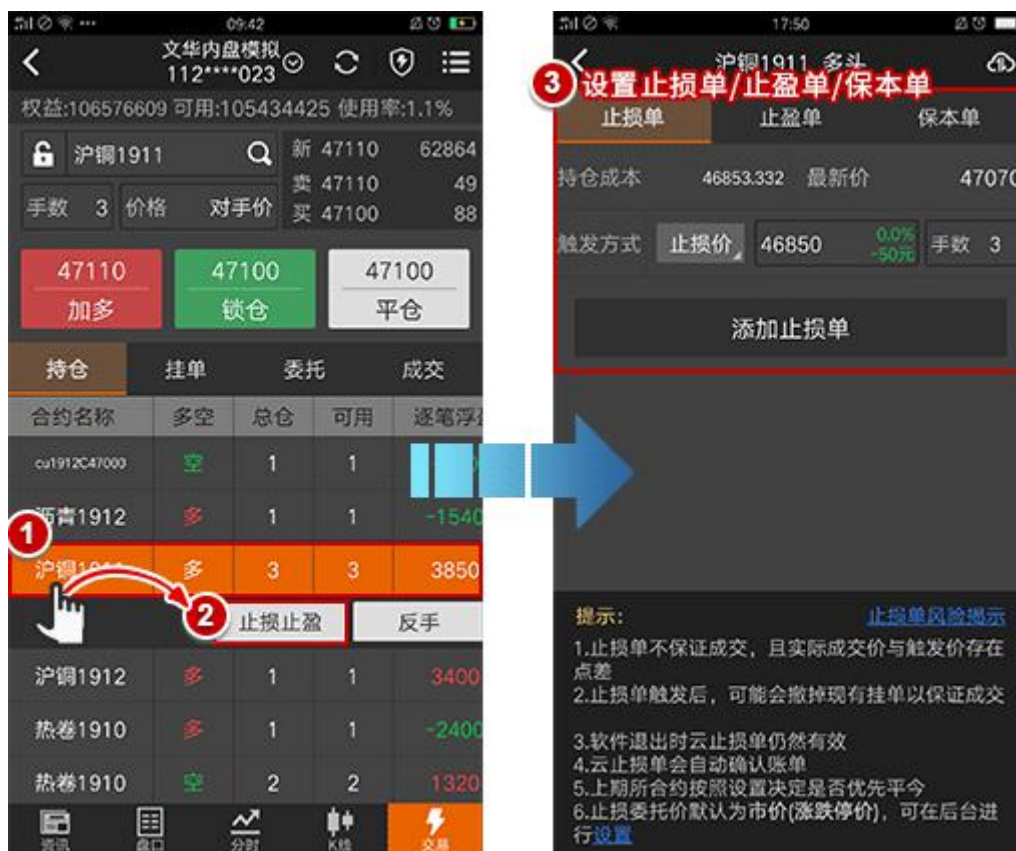 09:42
文华内盘模拟
112****023
权益:106576609 可用:105434425 使用率:1.1%
沪铜1911 新 47110 62864
卖 47110 49
手数 3 价格 对手价 买 47100 88
47110 47100 47100
加多 锁仓 平仓
持仓 挂单 委托 成交
合约名称 多空 总仓 可用 逐笔浮
cu1912C47000 空 1 1
沥青1912 多 1 1 -1540
1
沪铜 多 3 3 3850
2 止损止盈 反手
沪铜1912 多 1 1 3400
热卷1910 多 1 1 -2400
热卷1910 空 2 2 1320
资讯 盘口 分时 K线 交易
17:50
沪铜1911 多头
3 设置止损单/止盈单/保本单
止损单 止盈单 保本单
持仓成本 46853.332 最新价 47070
触发方式 止损价 46850 0.0% -50元 手数 3
添加止损单
提示: 止损单风险揭示
1.止损单不保证成交，且实际成交价与触发价存在
点差
2.止损单触发后，可能会撤掉现有挂单以保证成交
3.软件退出时云止损单仍然有效
4.云止损单会自动确认账单
5.上期所合约按照设置决定是否优先平今
6.止损委托价默认为市价(涨跌停价)，可在后台进
行设置